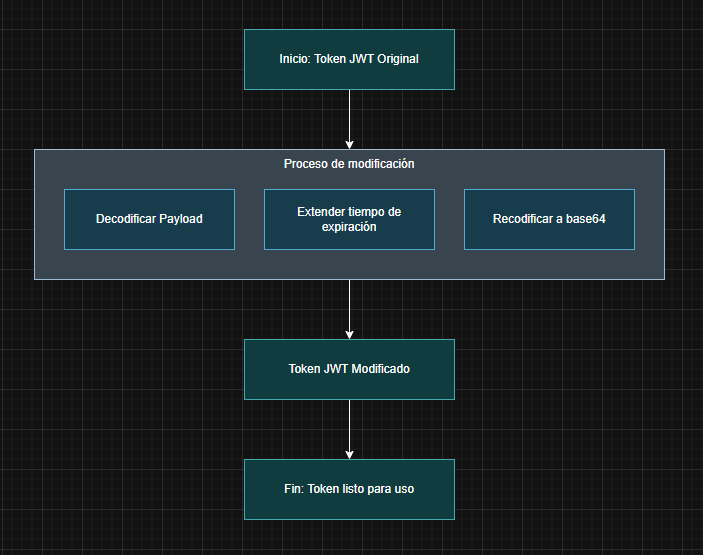 Inicio: Token JWT Original
Proceso de modificación
Decodificar Payload
Extender tiempo de
expiración
Recodificar a base64
Token JWT Modificado
Fin: Token listo para uso